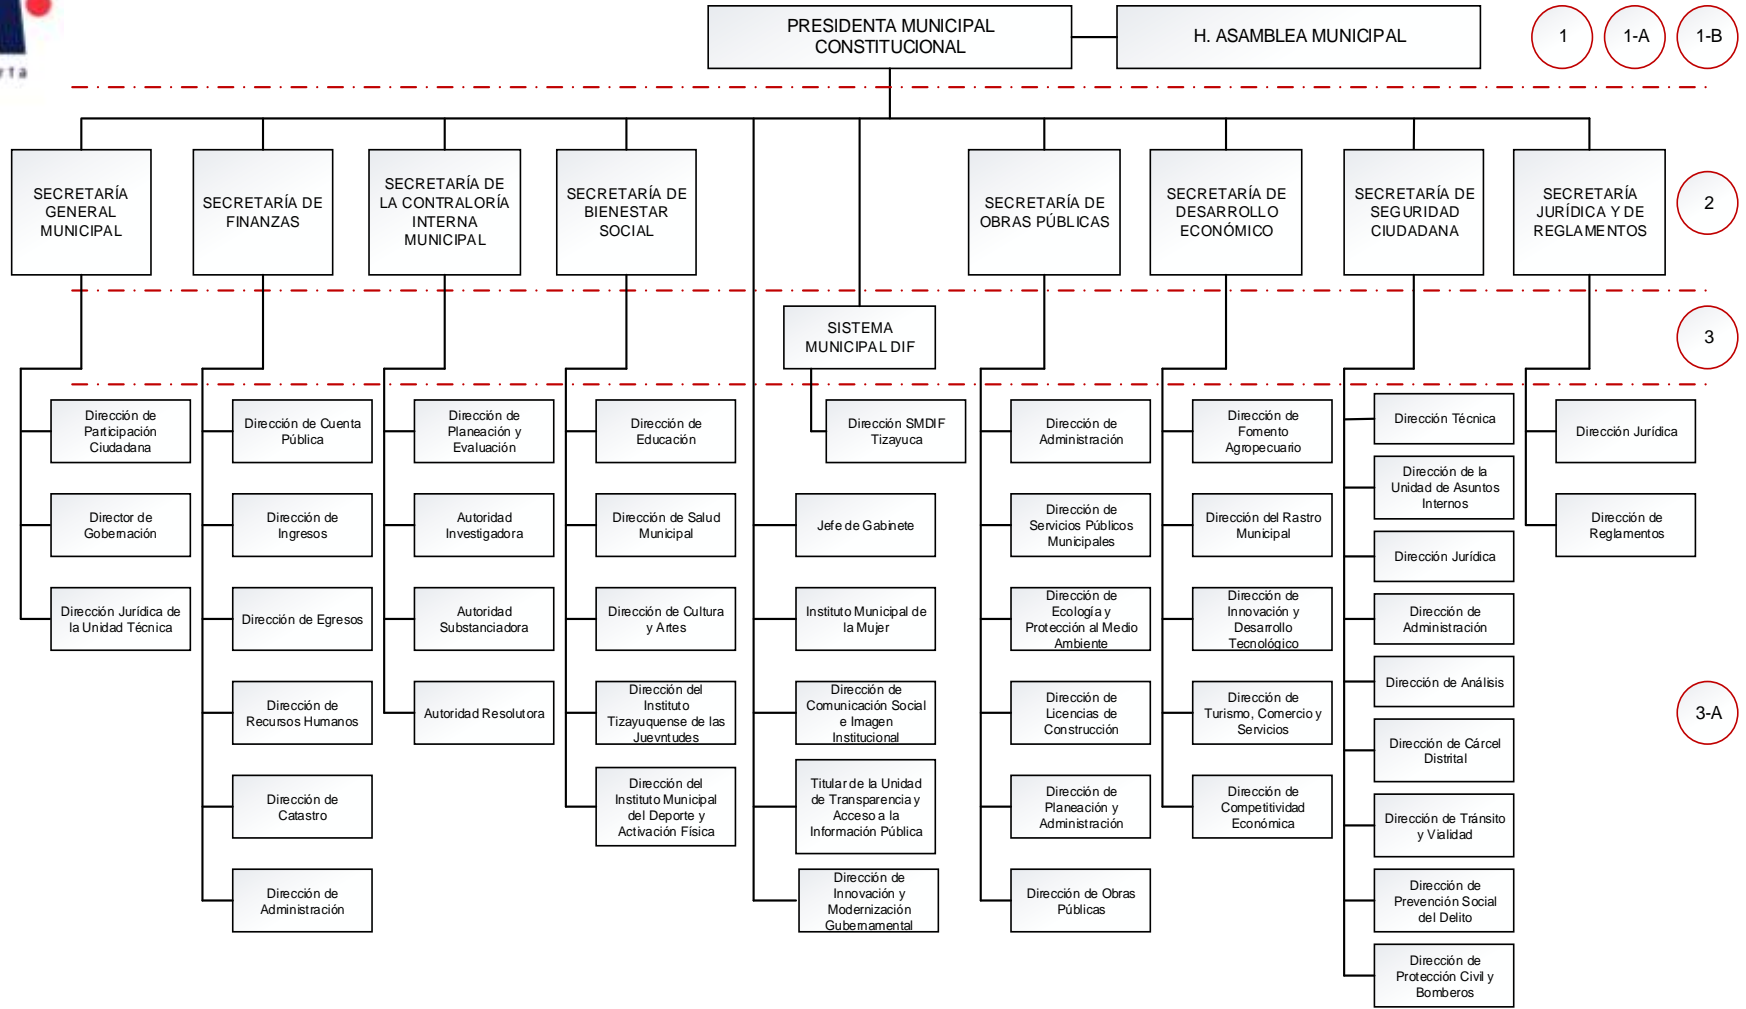 rta
PRESIDENTA MUNICIPAL
CONSTITUCIONAL
H. ASAMBLEA MUNICIPAL
1
1-A
1-B
SECRETARÍA
GENERAL
MUNICIPAL
SECRETARÍA DE
FINANZAS
SECRETARÍA DE
LA CONTRALORÍA
INTERNA
MUNICIPAL
SECRETARÍA DE
BIENESTAR
SOCIAL
SECRETARÍA DE
OBRAS PÚBLICAS
SECRETARÍA DE
DESARROLLO
ECONÓMICO
SECRETARÍA DE
SEGURIDAD
CIUDADANA
SECRETARÍA
JURÍDICA Y DE
REGLAMENTOS
2
SISTEMA
MUNICIPAL DIF
3
Dirección de
Participación
Ciudadana
Director de
Gobernación
Dirección Jurídica de
la Unidad Técnica
Dirección de Cuenta
Pública
Dirección de
Ingresos
Dirección de Egresos
Dirección de
Recursos Humanos
Dirección de
Catastro
Dirección de
Administración
Dirección de
Planeación y
Evaluación
Autoridad
Investigadora
Autoridad
Substanciadora
Autoridad Resolutora
Dirección de
Educación
Dirección de Salud
Municipal
Dirección de Cultura
y Artes
Dirección del
Instituto
Tizayuquense de las
Juevntudes
Dirección del
Instituto Municipal
del Deporte y
Activación Física
Dirección SMDIF
Tizayuca
Jefe de Gabinete
Instituto Municipal de
la Mujer
Dirección de
Comunicación Social
e Imagen
Institucional
Titular de la Unidad
de Transparencia y
Acceso a la
Información Pública
Dirección de
Innovación y
Modernización
Gubernamental
Dirección de
Administración
Dirección de
Servicios Públicos
Municipales
Dirección de
Ecología y
Protección al Medio
Ambiente
Dirección de
Licencias de
Construcción
Dirección de
Planeación y
Administración
Dirección de Obras
Públicas
Dirección de
Fomento
Agropecuario
Dirección del Rastro
Municipal
Dirección de
Innovación y
Desarrollo
Tecnológico
Dirección de
Turismo, Comercio y
Servicios
Dirección de
Competitividad
Económica
Dirección Técnica
Dirección de la
Unidad de Asuntos
Internos
Dirección Jurídica
Dirección de
Administración
Dirección de Análisis
Dirección de Cárcel
Distrital
Dirección de Tránsito
y Vialidad
Dirección de
Prevención Social
del Delito
Dirección de
Protección Civil y
Bomberos
Dirección Jurídica
Dirección de
Reglamentos
3-A